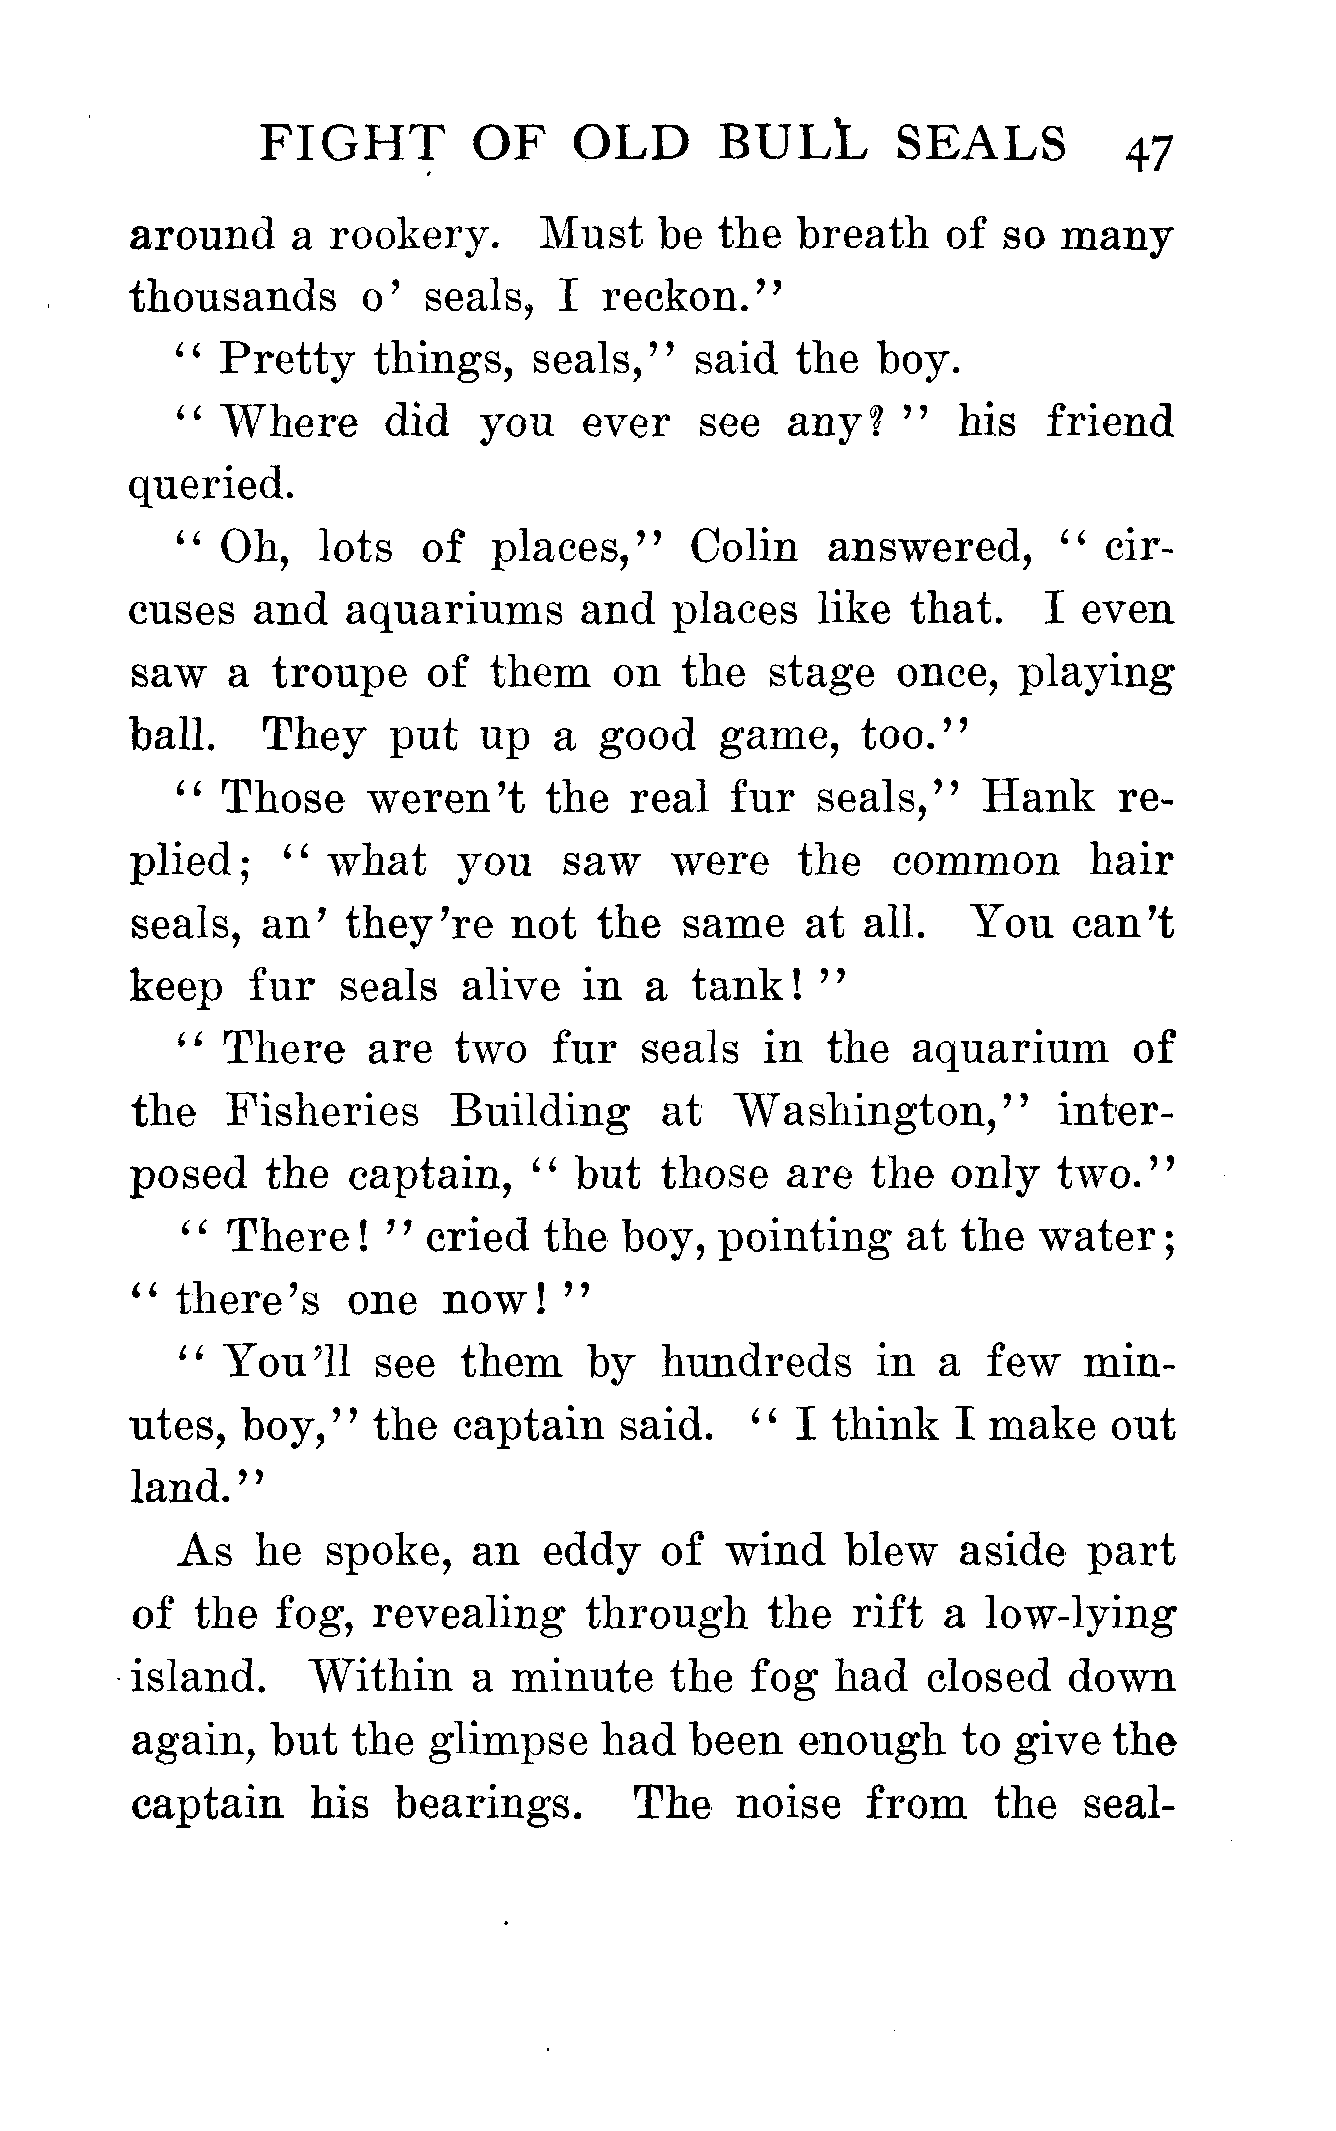 FIGHT OF OLD BULL SEALS 47
around a rookery. Must be the breath of so many
thousands o' seals, I reckon."
" Pretty things, seals," said the boy.
" Where did you ever see any? " his friend
queried.
" Oh, lots of places," Colin answered, " cir-
cuses and aquariums and places like that. I even
saw a troupe of them on the stage once, playing
ball. They put up a good game, too."
" Those weren't the real fur seals," Hank re-
plied; " what you saw were the common hair
seals, an' they're not the same at all. You can't
keep fur seals alive in a tank! "
" There are two fur seals in the aquarium of
the Fisheries Building at Washington," inter-
posed the captain, " but those are the only two."
" There! " cried the boy, pointing at the water;
" there's one now! "
" You'll see them by hundreds in a few min-
utes, boy," the captain said. " I think I make out
land."
As he spoke, an eddy of wind blew aside part
of the fog, revealing through the rift a low-lying
island. Within a minute the fog had closed down
again, but the glimpse had been enough to give the
captain his bearings. The noise from the seal-